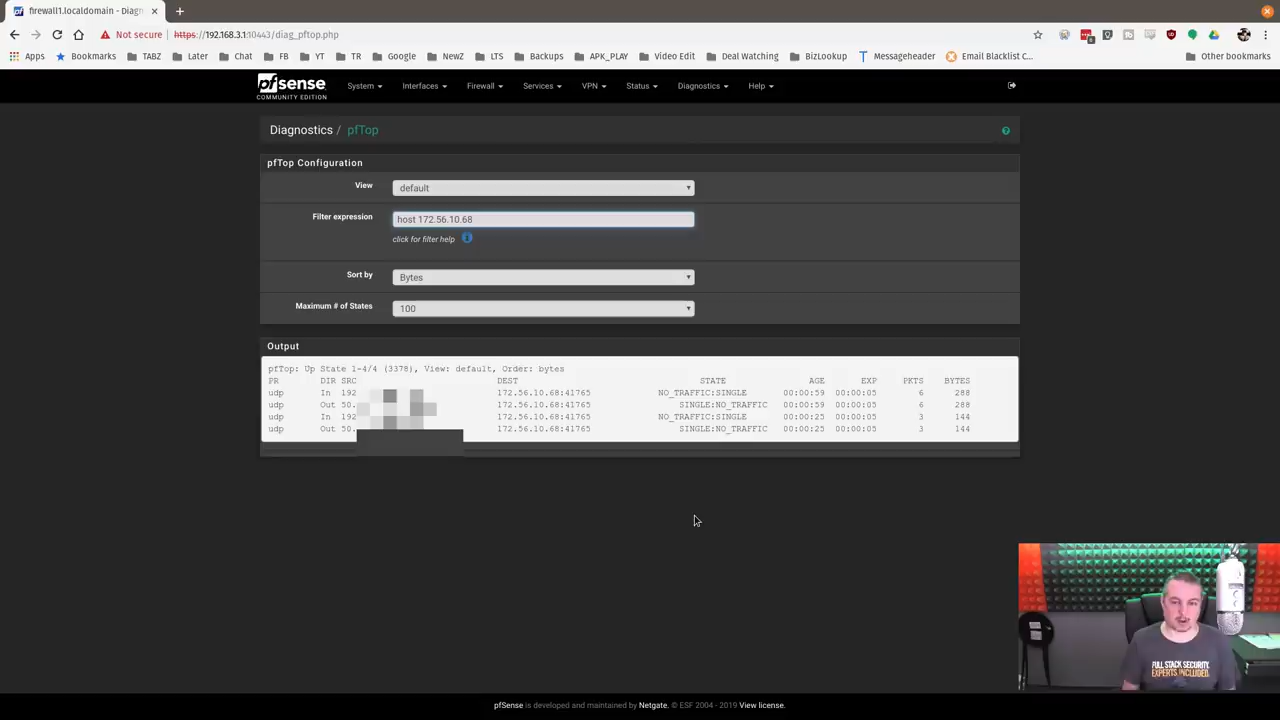 firewall1.localdomain - Diagn
Not secure https://192.168.3.1:10443/diag_pftop.php
Apps Bookmarks TABZ Later Chat FB YT TR Google NewZ LTS Backups APK_PLAY Video Edit Deal Watching BizLookup Messageheader Email Blacklist C... Other bookmarks
pfsense
COMMUNITY EDITION
System Interfaces Firewall Services VPN Status Diagnostics Help
Diagnostics / pfTop
pfTop Configuration
View default
Filter expression host 172.56.10.68
click for filter help
Sort by Bytes
Maximum # of States 100
Output
pfTop: Up State 1-4/4 (3378), View: default, Order: bytes
PR DIR SRC DEST STATE AGE EXP PKTS BYTES
udp In 192 172.56.10.68:41765 NO_TRAFFIC:SINGLE 00:00:59 00:00:05 6 288
udp Out 50. 172.56.10.68:41765 SINGLE:NO_TRAFFIC 00:00:59 00:00:05 6 288
udp In 192 172.56.10.68:41765 NO_TRAFFIC:SINGLE 00:00:25 00:00:05 3 144
udp Out 50. 172.56.10.68:41765 SINGLE:NO_TRAFFIC 00:00:25 00:00:05 3 144
FULL STACK SECURITY.
EXPERTS INCLUDED.
pfSense is developed and maintained by Netgate. © ESF 2004 - 2019 View license.